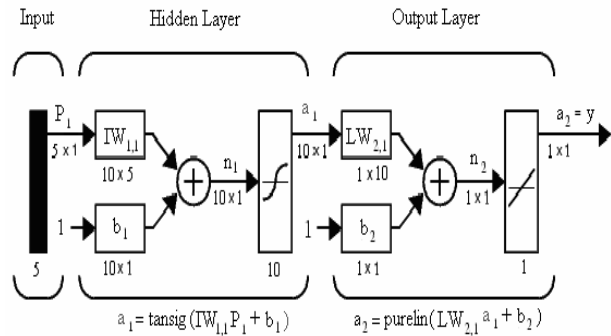 Input Hidden Layer Output Layer
P₁ a₁ a₂ = y
5 x 1 IW₁,₁ n₁ 10 x 1 LW₂,₁ n₂ 1 x 1
10 x 5 10 x 1 1 x 10 1 x 1
1 b₁ 1 b₂
5 10 x 1 10 1 x 1 1
a₁ = tansig (IW₁,₁ P₁ + b₁) a₂ = purelin (LW₂,₁ a₁ + b₂)